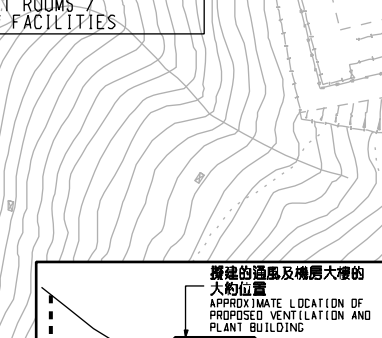 ROOMS /
FACILITIES
擬建的通風及機房大樓的
大約位置
APPROXIMATE LOCATION OF
PROPOSED VENTILATION AND
PLANT BUILDING